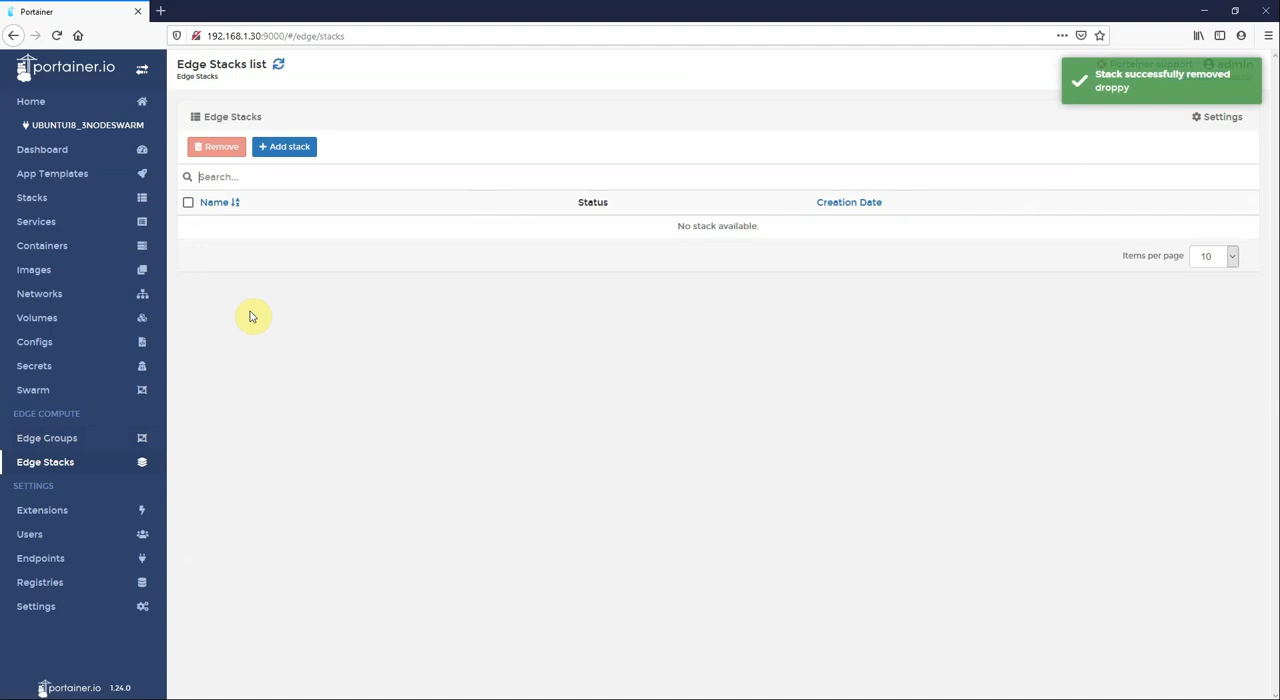 Portainer
192.168.1.30:9000/#/edge/stacks
portainer.io
Home
UBUNTU18_3NODESWARM
Dashboard
App Templates
Stacks
Services
Containers
Images
Networks
Volumes
Configs
Secrets
Swarm
EDGE COMPUTE
Edge Groups
Edge Stacks
SETTINGS
Extensions
Users
Endpoints
Registries
Settings
portainer.io 1.24.0
Edge Stacks list
Edge Stacks
Portainer support admin
Stack successfully removed
droppy
Edge Stacks
Settings
Remove
+ Add stack
Search...
Name Status Creation Date
No stack available.
Items per page 10